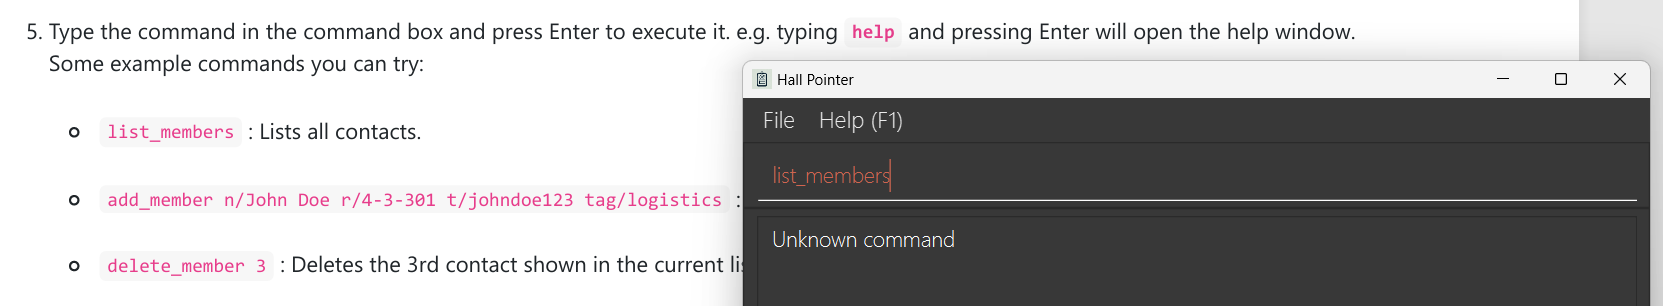 5. Type the command in the command box and press Enter to execute it. e.g. typing help and pressing Enter will open the help window.
Some example commands you can try:
list_members : Lists all contacts.
add_member n/John Doe r/4-3-301 t/johndoe123 tag/logistics :
delete_member 3 : Deletes the 3rd contact shown in the current
Hall Pointer
File Help (F1)
list_members
Unknown command